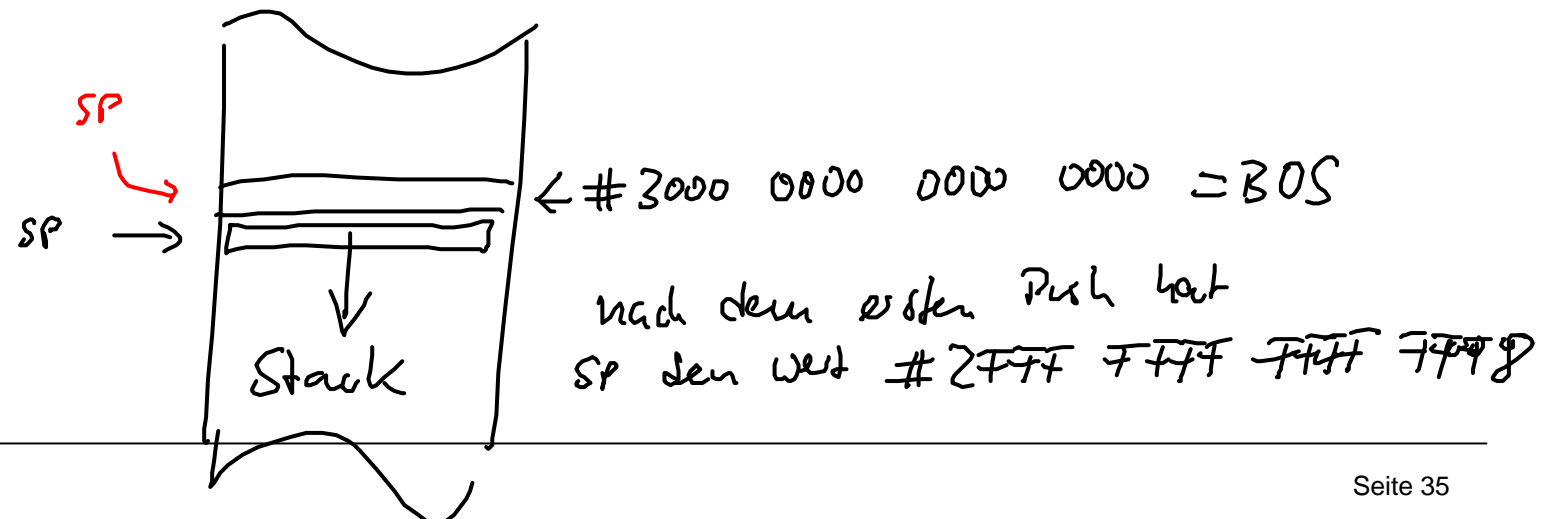 SP
← #3000 0000 0000 0000 = BOS
SP →
nach dem ersten Push hat
Stack
SP den Wert #2FFF FFFF FFFF FFF8
Seite 35